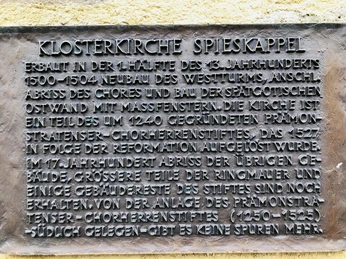 KLOSTERKIRCHE SPIESKAPPEL
ERBAUT IN DER 1. HÄLFTE DES 13. JAHRHUNDERTS
1500-1504 NEUBAU DES WESTTURMS, ANSCHL.
ABRISS DES CHORES UND BAU DER SPÄTGOTISCHEN
OSTWAND MIT MASSFENSTERN. DIE KIRCHE IST
EIN TEIL DES UM 1240 GEGRÜNDETEN PRÄMON-
STRATENSER-CHORHERRENSTIFTES, DAS 1527
IN FOLGE DER REFORMATION AUFGELÖST WURDE.
IM 17. JAHRHUNDERT ABRISS DER ÜBRIGEN GE-
BÄUDE, GRÖSSERE TEILE DER RINGMAUER UND
EINIGE GEBÄUDERESTE DES STIFTES SIND NOCH
ERHALTEN. VON DER ANLAGE DES PRÄMONSTRA-
TENSER-CHORHERRENSTIFTES (1250-1525)
-SÜDLICH GELEGEN- GIBT ES KEINE SPUREN MEHR.